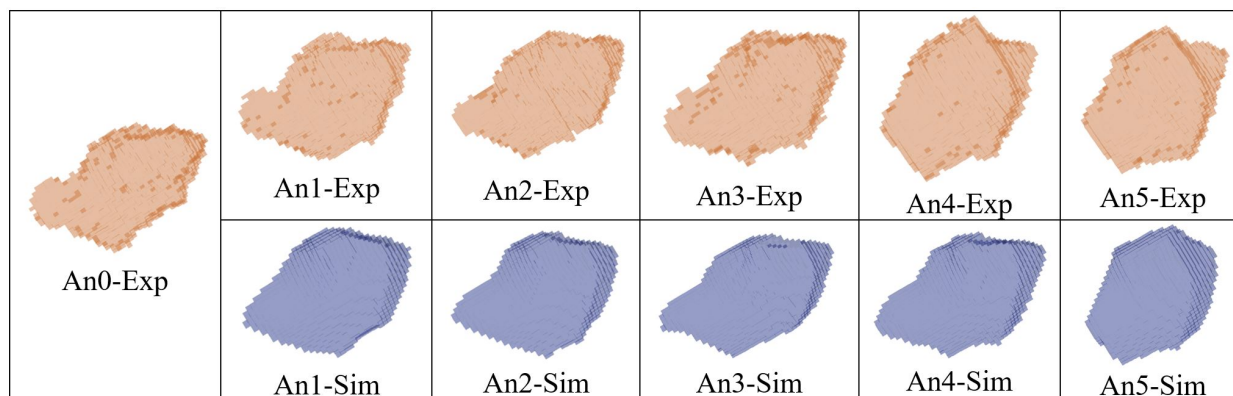 An1-Exp
An2-Exp
An3-Exp
An4-Exp
An5-Exp
An0-Exp
An1-Sim
An2-Sim
An3-Sim
An4-Sim
An5-Sim